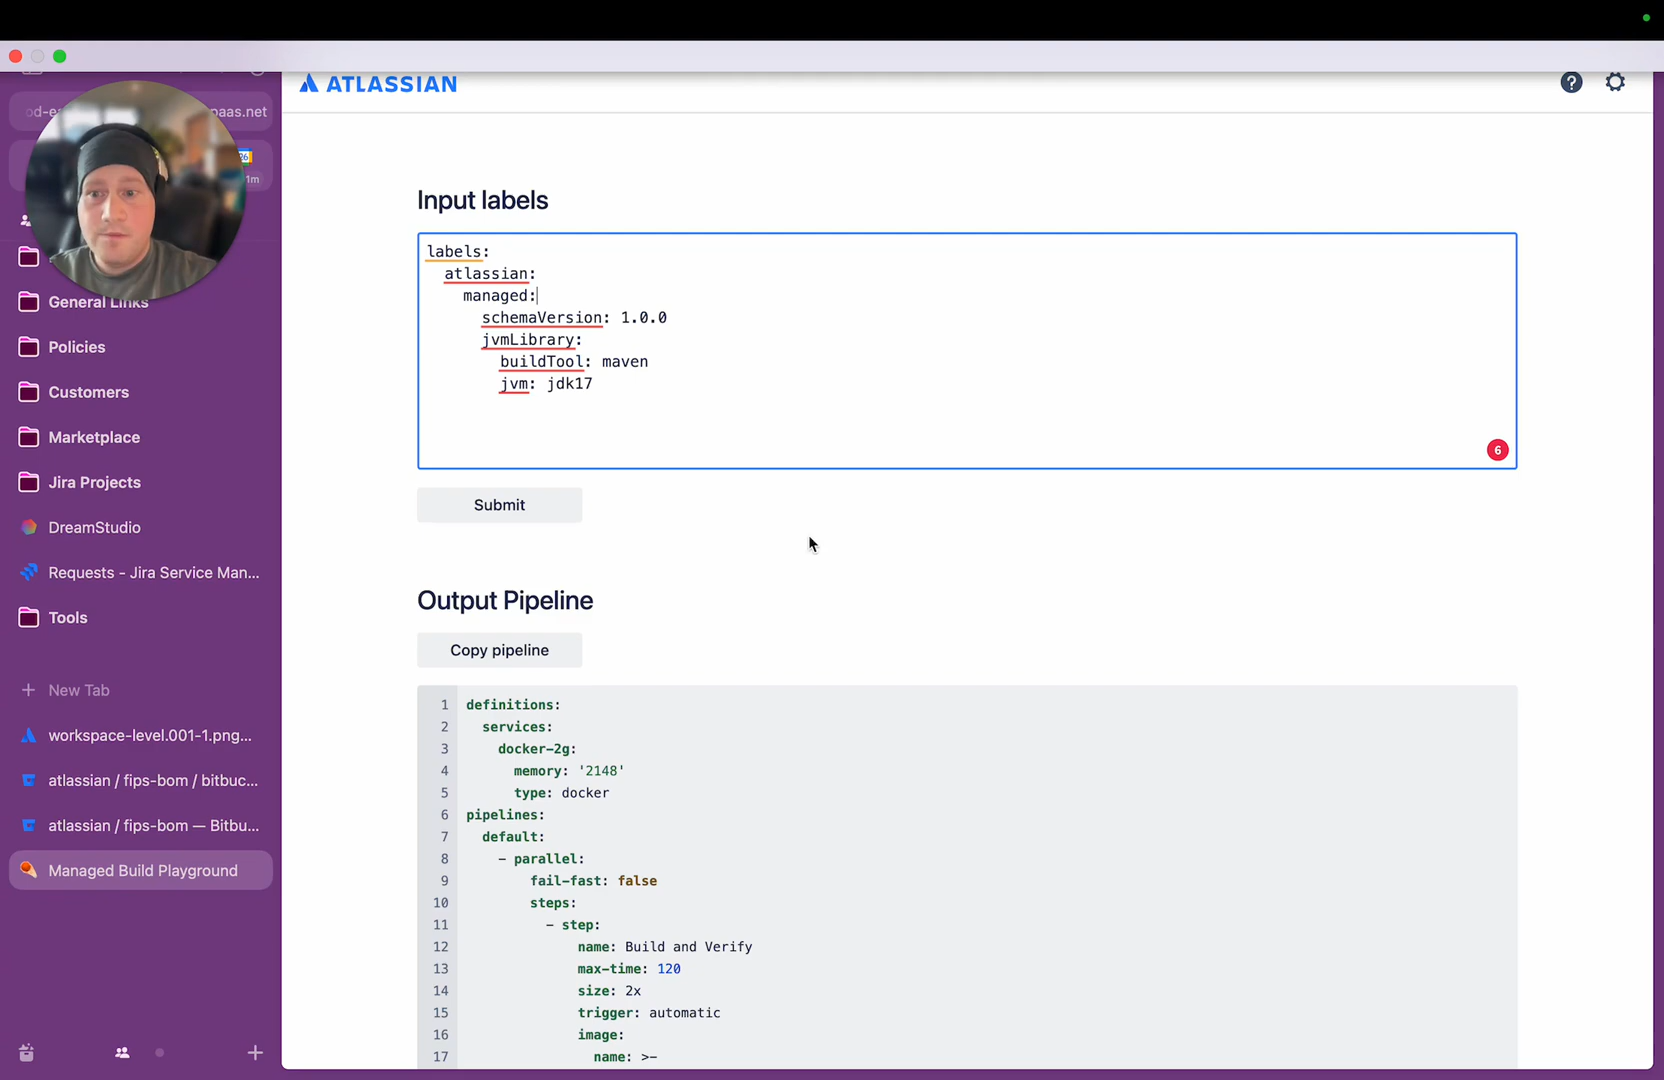 ATLASSIAN
od-e
paas.net
26
1m
General Links
Policies
Customers
Marketplace
Jira Projects
DreamStudio
Requests - Jira Service Man...
Tools
New Tab
workspace-level.001-1.png...
atlassian / fips-bom / bitbuc...
atlassian / fips-bom — Bitbu...
Managed Build Playground
Input labels
labels:
atlassian:
managed:
schemaVersion: 1.0.0
jvmLibrary:
buildTool: maven
jvm: jdk17
6
Submit
Output Pipeline
Copy pipeline
1 definitions:
2 services:
3 docker-2g:
4 memory: '2148'
5 type: docker
6 pipelines:
7 default:
8 - parallel:
9 fail-fast: false
10 steps:
11 - step:
12 name: Build and Verify
13 max-time: 120
14 size: 2x
15 trigger: automatic
16 image:
17 name: >-